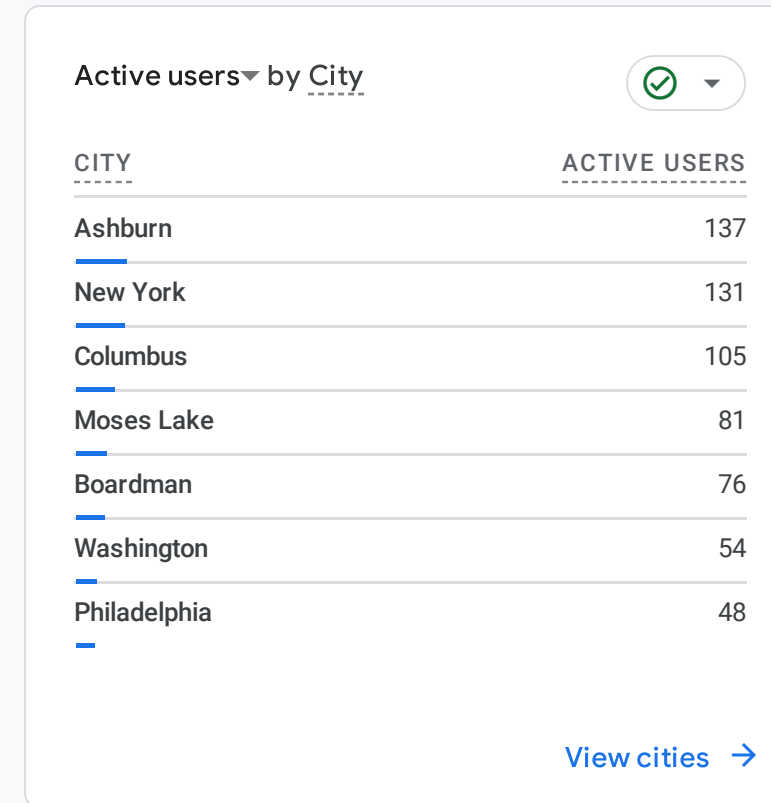 Active users by City
CITY ACTIVE USERS
Ashburn 137
New York 131
Columbus 105
Moses Lake 81
Boardman 76
Washington 54
Philadelphia 48
View cities